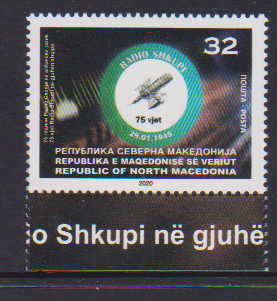 RADIO SHKUPI
75 vjet
28.01.1945
32
ПОШТА • POSTA
РЕПУБЛИКА СЕВЕРНА МАКЕДОНИЈА
REPUBLIKA E MAQEDONISË SË VERIUT
REPUBLIC OF NORTH MACEDONIA
2020
o Shkupi në gjuhë